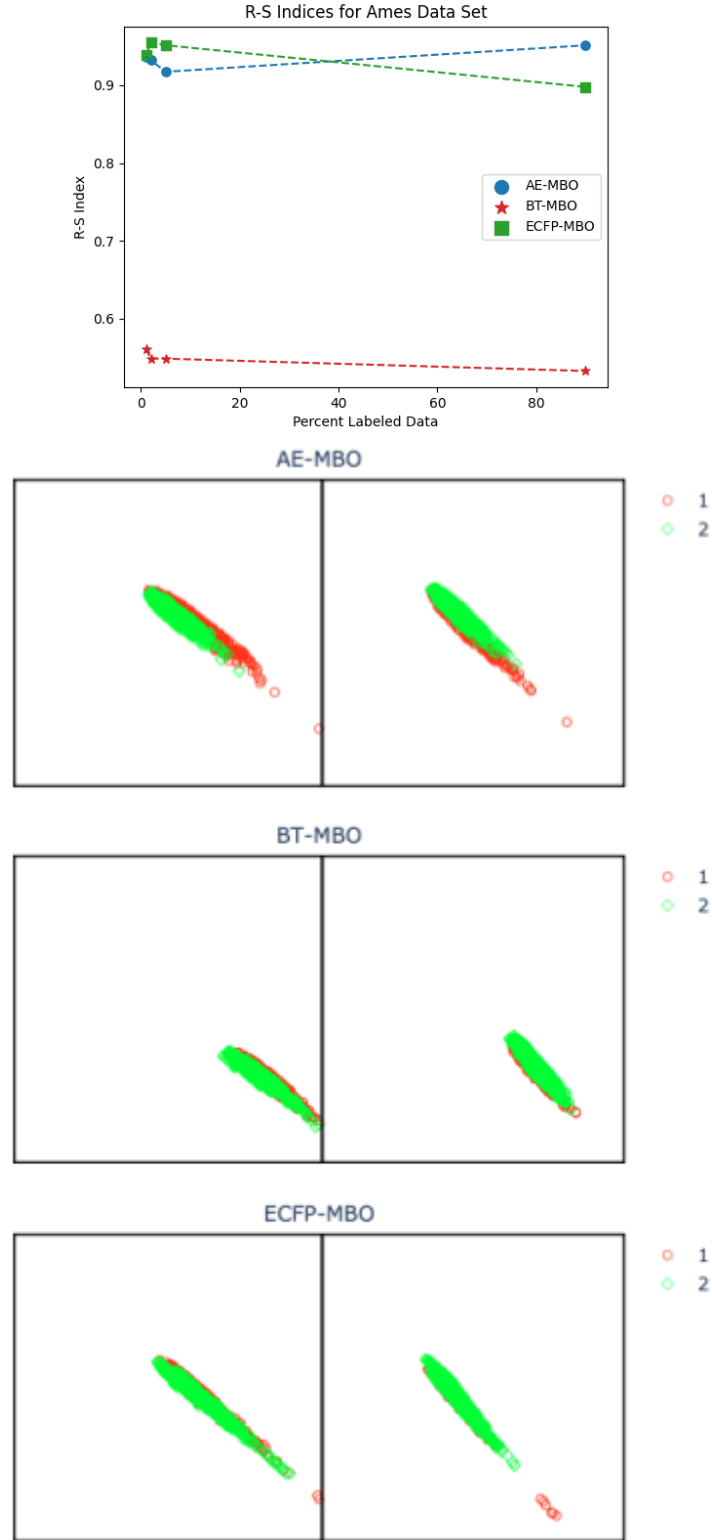 R-S Indices for Ames Data Set
0.9
0.8
0.7
0.6
R-S Index
AE-MBO
BT-MBO
ECFP-MBO
0 20 40 60 80
Percent Labeled Data
AE-MBO
1
2
BT-MBO
1
2
ECFP-MBO
1
2